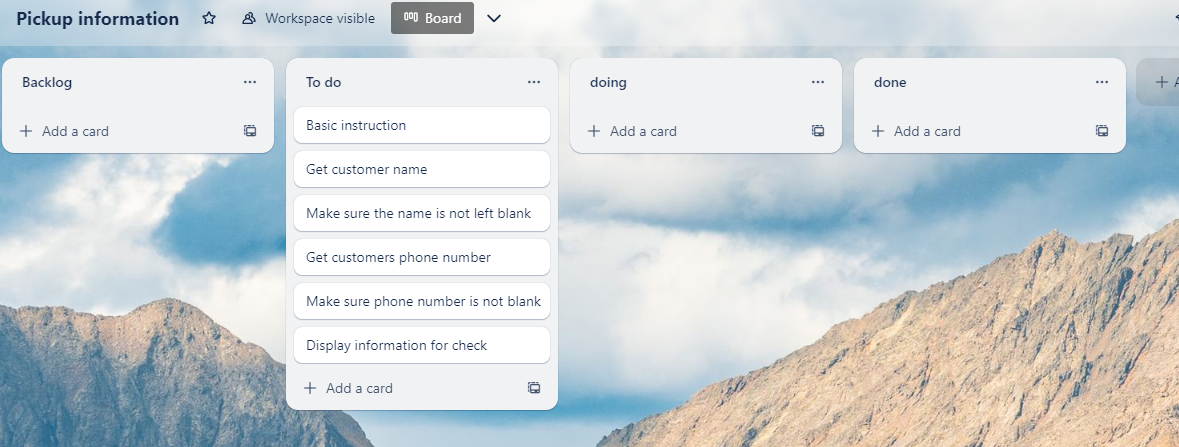 Pickup information
Workspace visible
Board
Backlog
Add a card
To do
Basic instruction
Get customer name
Make sure the name is not left blank
Get customers phone number
Make sure phone number is not blank
Display information for check
Add a card
doing
Add a card
done
Add a card